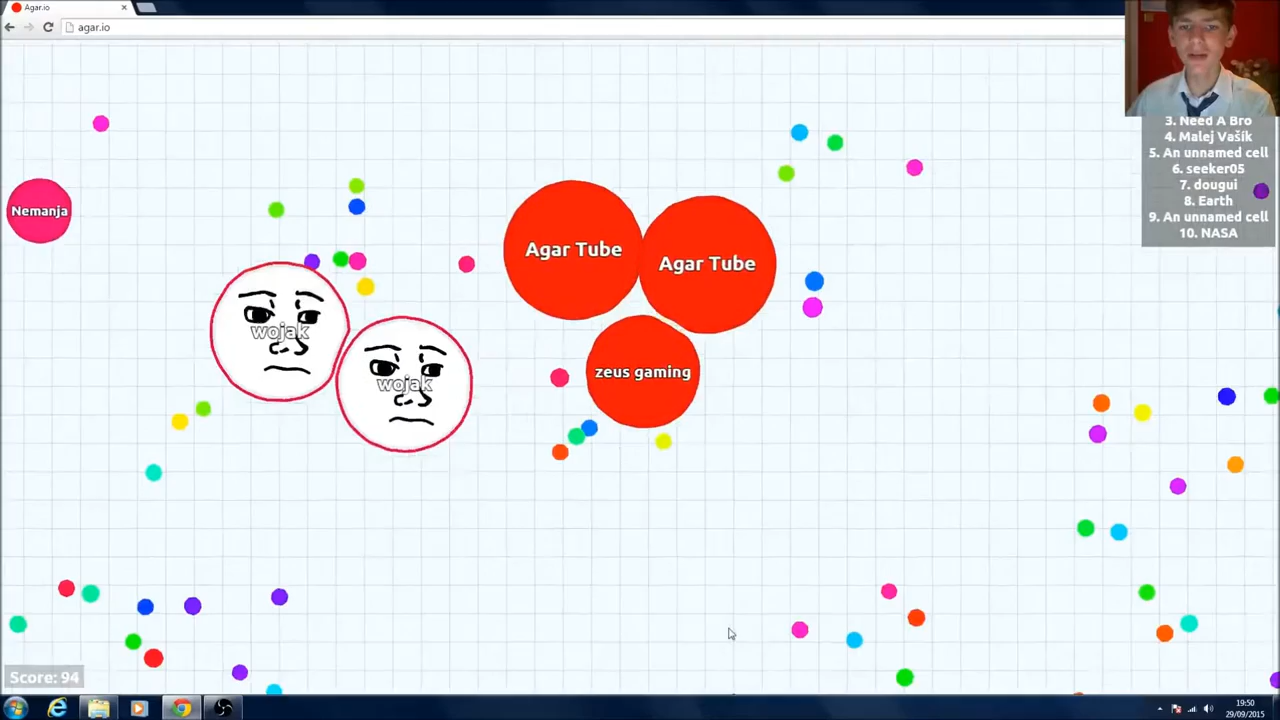 Agar.io
agar.io
3. Need A Bro
4. Malej Vašík
5. An unnamed cell
6. seeker05
7. dougui
8. Earth
9. An unnamed cell
10. NASA
Nemanja
Agar Tube
Agar Tube
wojak
wojak
zeus gaming
Score: 94
19:50
29/09/2015